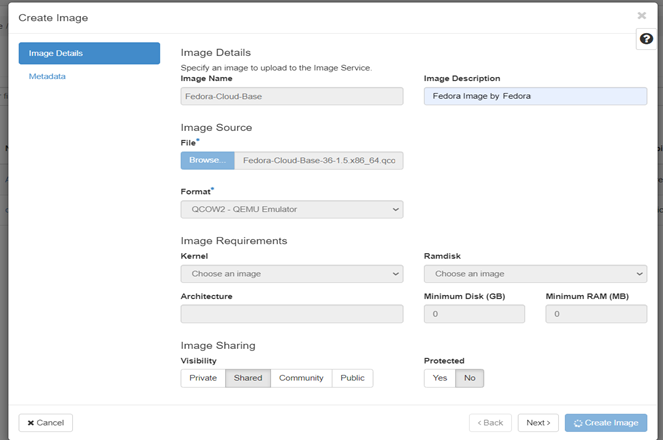 Create Image
Image Details
Metadata
Image Details
Specify an image to upload to the Image Service.
Image Name
Image Description
Fedora-Cloud-Base
Fedora Image by Fedora
Image Source
File*
Browse... Fedora-Cloud-Base-36-1.5.x86_64.qco
Format*
QCOW2 - QEMU Emulator
Image Requirements
Kernel
Ramdisk
Choose an image
Choose an image
Architecture
Minimum Disk (GB)
Minimum RAM (MB)
0
0
Image Sharing
Visibility
Protected
Private Shared Community Public
Yes No
× Cancel
‹ Back
Next ›
Create Image